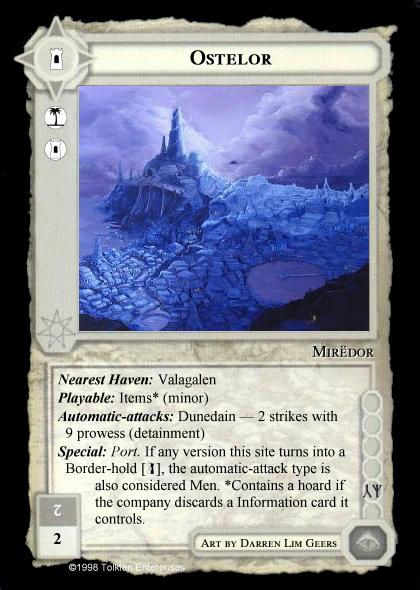 OSTELOR
MIRËDOR
Nearest Haven: Valagalen
Playable: Items* (minor)
Automatic-attacks: Dunedain — 2 strikes with
9 prowess (detainment)
Special: Port. If any version this site turns into a
Border-hold [ ], the automatic-attack type is
also considered Men. *Contains a hoard if
the company discards a Information card it
controls.
2
2
ART BY DARREN LIM GEERS
©1998 Tolkien Enterprises